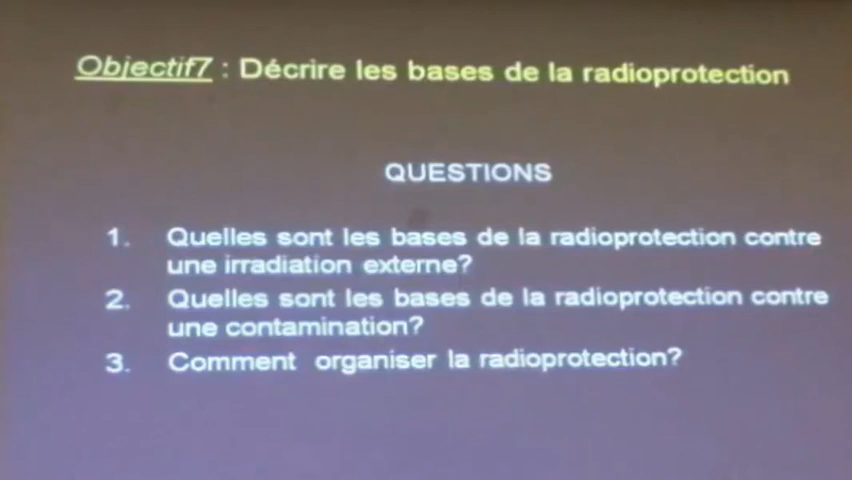 Objectif7 : Décrire les bases de la radioprotection
QUESTIONS
1. Quelles sont les bases de la radioprotection contre
une irradiation externe?
2. Quelles sont les bases de la radioprotection contre
une contamination?
3. Comment organiser la radioprotection?